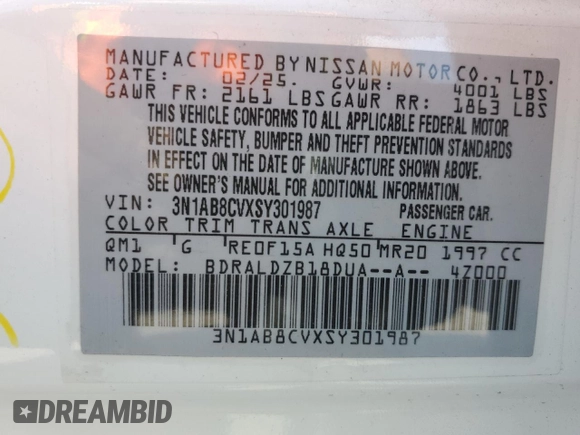 MANUFACTURED BY NISSAN MOTOR CO., LTD.
DATE: 02/25. GVWR: 4001 LBS
GAWR FR: 2161 LBS GAWR RR: 1863 LBS
THIS VEHICLE CONFORMS TO ALL APPLICABLE FEDERAL MOTOR
VEHICLE SAFETY, BUMPER AND THEFT PREVENTION STANDARDS
IN EFFECT ON THE DATE OF MANUFACTURE SHOWN ABOVE.
SEE OWNER'S MANUAL FOR ADDITIONAL INFORMATION.
VIN: 3N1AB8CVXSY301987 PASSENGER CAR.
COLOR TRIM TRANS AXLE ENGINE
QM1 G RE0F15A HQ50 MR20 1997 CC
MODEL: BDRALDZB18DUA--A-- 4Z000
3N1AB8CVXSY301987
DREAMBID